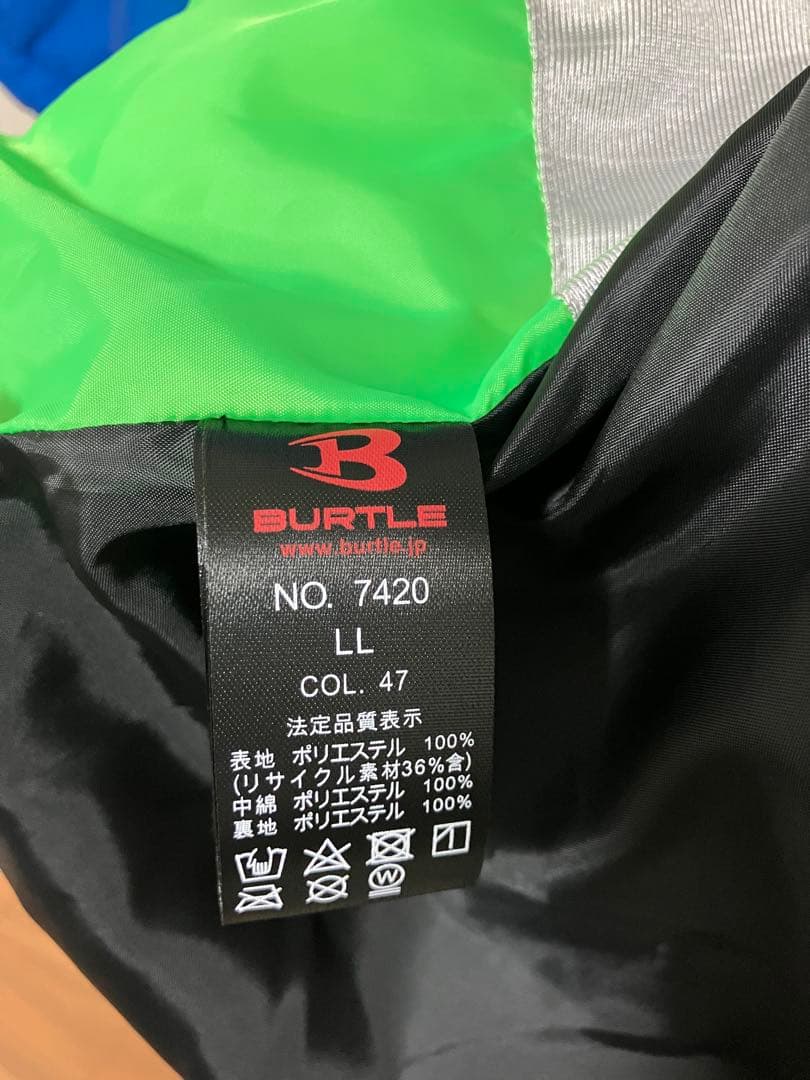 B
BURTLE
www.burtle.jp
NO. 7420
LL
COL. 47
法定品質表示
表地 ポリエステル 100%
(リサイクル素材36%含)
中綿 ポリエステル 100%
裏地 ポリエステル 100%
W